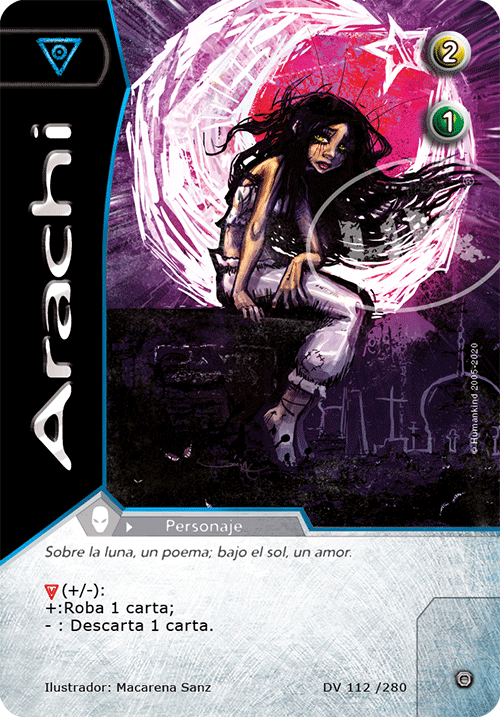 2
1
Arachi
© Humankind 2005-2020
Personaje
Sobre la luna, un poema; bajo el sol, un amor.
(+/-):
+:Roba 1 carta;
- : Descarta 1 carta.
Ilustrador: Macarena Sanz
DV 112 /280